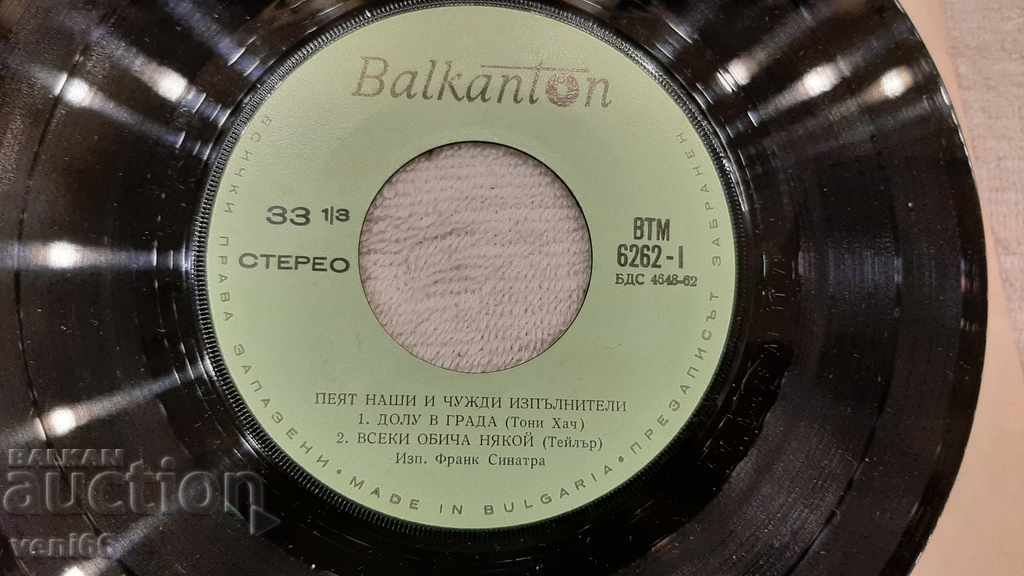 Balkanton
33 1/3
СТЕРЕО
ВТМ
6262-I
БДС 4648-62
ПЕЯТ НАШИ И ЧУЖДИ ИЗПЪЛНИТЕЛИ
1. ДОЛУ В ГРАДА (Тони Хач)
2. ВСЕКИ ОБИЧА НЯКОЙ (Тейлър)
Изп. Франк Синатра
ВСИЧКИ ПРАВА ЗАПАЗЕНИ • MADE IN BULGARIA • ПРЕЗАПИСЪТ ЗАБРАНЕН
BALKAN
auction
veni66